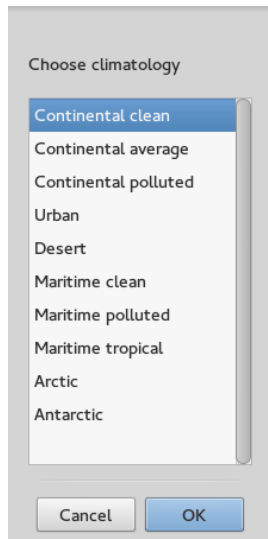 Choose climatology
Continental clean
Continental average
Continental polluted
Urban
Desert
Maritime clean
Maritime polluted
Maritime tropical
Arctic
Antarctic
Cancel OK